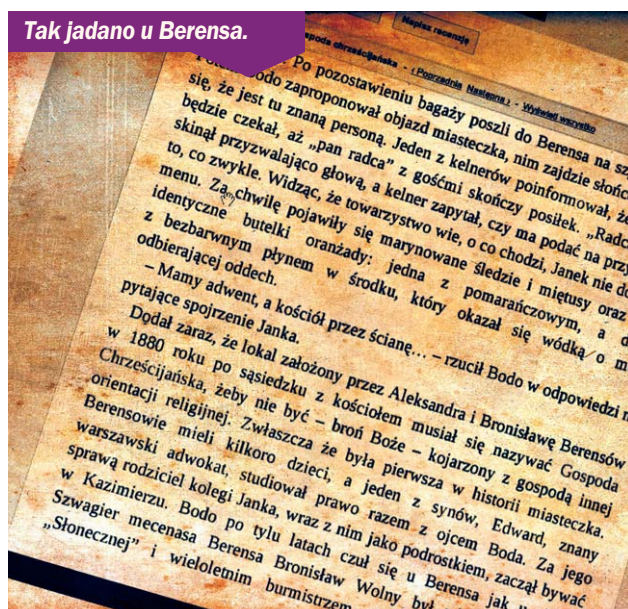 Tak jadano u Berensa.
Napisz recenzję
spoda chrześcijańska - ‹ Poprzednia Następna › - Wyświetl wszystko
Po pozostawieniu bagaży poszli do Berensa na
odo zaproponował objazd miasteczka, nim zajdzie słońc
się, że jest tu znaną personą. Jeden z kelnerów poinformował, że
będzie czekał, aż „pan radca” z gośćmi skończy posiłek. „Radc
skinął przyzwalająco głową, a kelner zapytał, czy ma podać na przy
to, co zwykle. Widząc, że towarzystwo wie, o co chodzi, Janek nie do
menu. Za chwilę pojawiły się marynowane śledzie i miętusy oraz
identyczne butelki oranżady: jedna z pomarańczowym, a d
z bezbarwnym płynem w środku, który okazał się wódką o m
odbierającej oddech.
– Mamy adwent, a kościół przez ścianę… – rzucił Bodo w odpowiedzi n
pytające spojrzenie Janka.
Dodał zaraz, że lokal założony przez Aleksandra i Bronisławę Berensów
w 1880 roku po sąsiedzku z kościołem musiał się nazywać Gospoda
Chrześcijańska, żeby nie być – broń Boże – kojarzony z gospodą innej
orientacji religijnej. Zwłaszcza że była pierwsza w historii miasteczka.
Berensowie mieli kilkoro dzieci, a jeden z synów, Edward, znany
warszawski adwokat, studiował prawo razem z ojcem Boda. Za jego
sprawą rodziciel kolegi Janka, wraz z nim jako podrostkiem, zaczął bywać
w Kazimierzu. Bodo po tylu latach czuł się u Berensa jak
Szwagier mecenasa Berensa Bronisław Wolny był
„Słonecznej” i wieloletnim burmistrzem